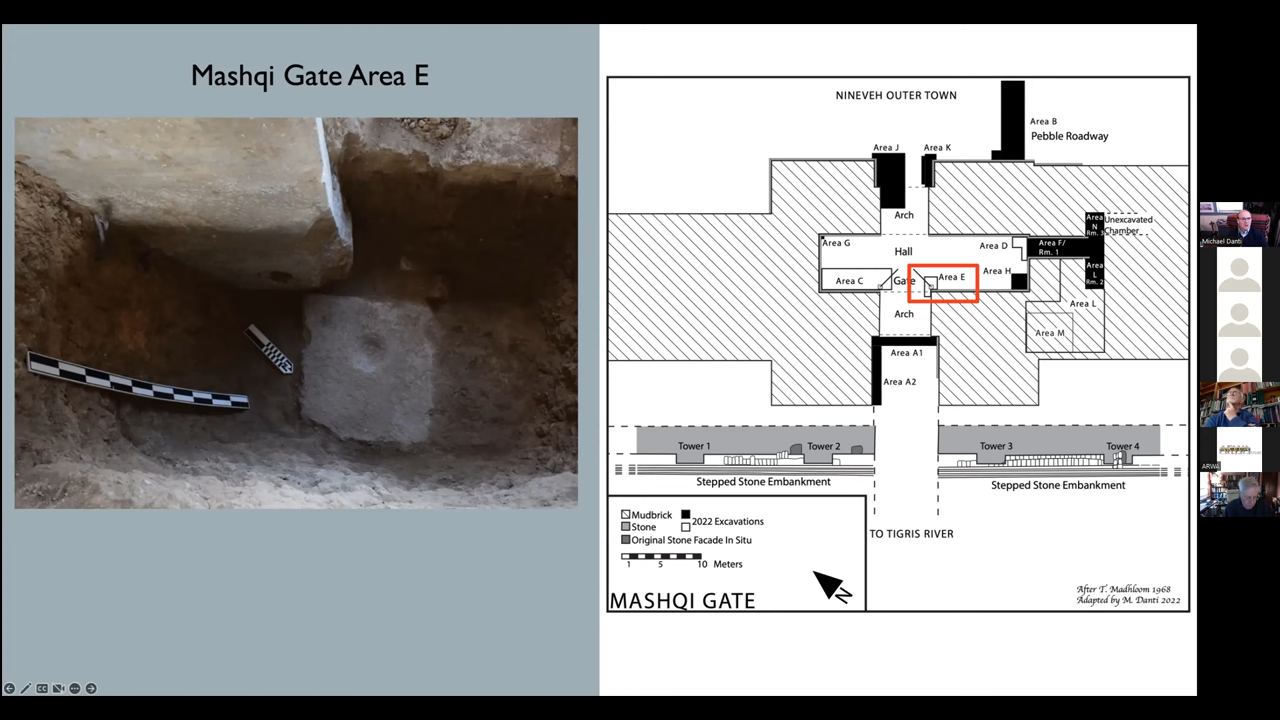 Mashqi Gate Area E
NINEVEH OUTER TOWN
Area B
Pebble Roadway
Area J
Area K
Arch
Area G
Hall
Area D
Area F/
Rm. 1
Area
N
Rm. 3
Unexcavated
Chamber
Area C
Gate
Area E
Area H
Area
L
Rm. 2
Area L
Arch
Area M
Area A1
Area A2
Tower 1
Tower 2
Tower 3
Tower 4
Stepped Stone Embankment
Stepped Stone Embankment
Mudbrick
2022 Excavations
Stone
Original Stone Facade In Situ
1 5 10 Meters
TO TIGRIS RIVER
N
MASHQI GATE
After T. Madhloom 1968
Adapted by M. Danti 2022
Michael Danti
ARWA
CC